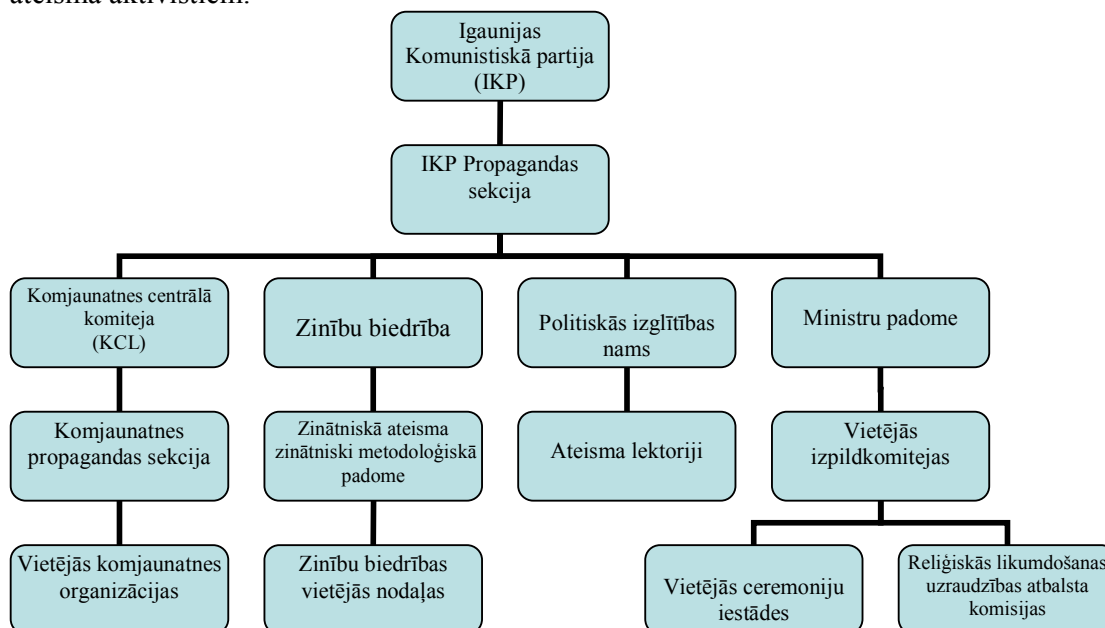 ateisma aktīvistiem.
Igaunijas
Komunistiskā partija
(IKP)
IKP Propagandas
sekcija
Komjaunatnes centrālā
komiteja
(KCL)
Zinību biedrība
Politiskās izglītības
nams
Ministru padome
Komjaunatnes
propagandas sekcija
Zinātniskā ateisma
zinātniski metodoloģiskā
padome
Ateisma lektoriji
Vietējās
izpildkomitejas
Vietējās komjaunatnes
organizācijas
Zinību biedrības
vietējās nodaļas
Vietējās ceremoniju
iestādes
Reliģiskās likumdošanas
uzraudzības atbalsta
komisijas